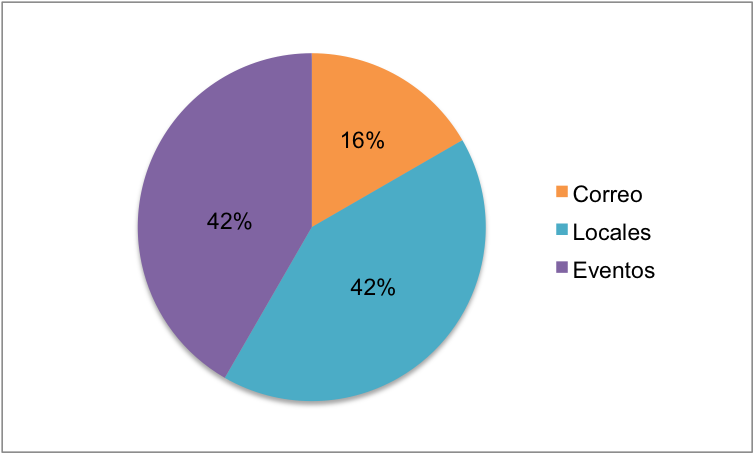 16%
42%
42%
Correo
Locales
Eventos